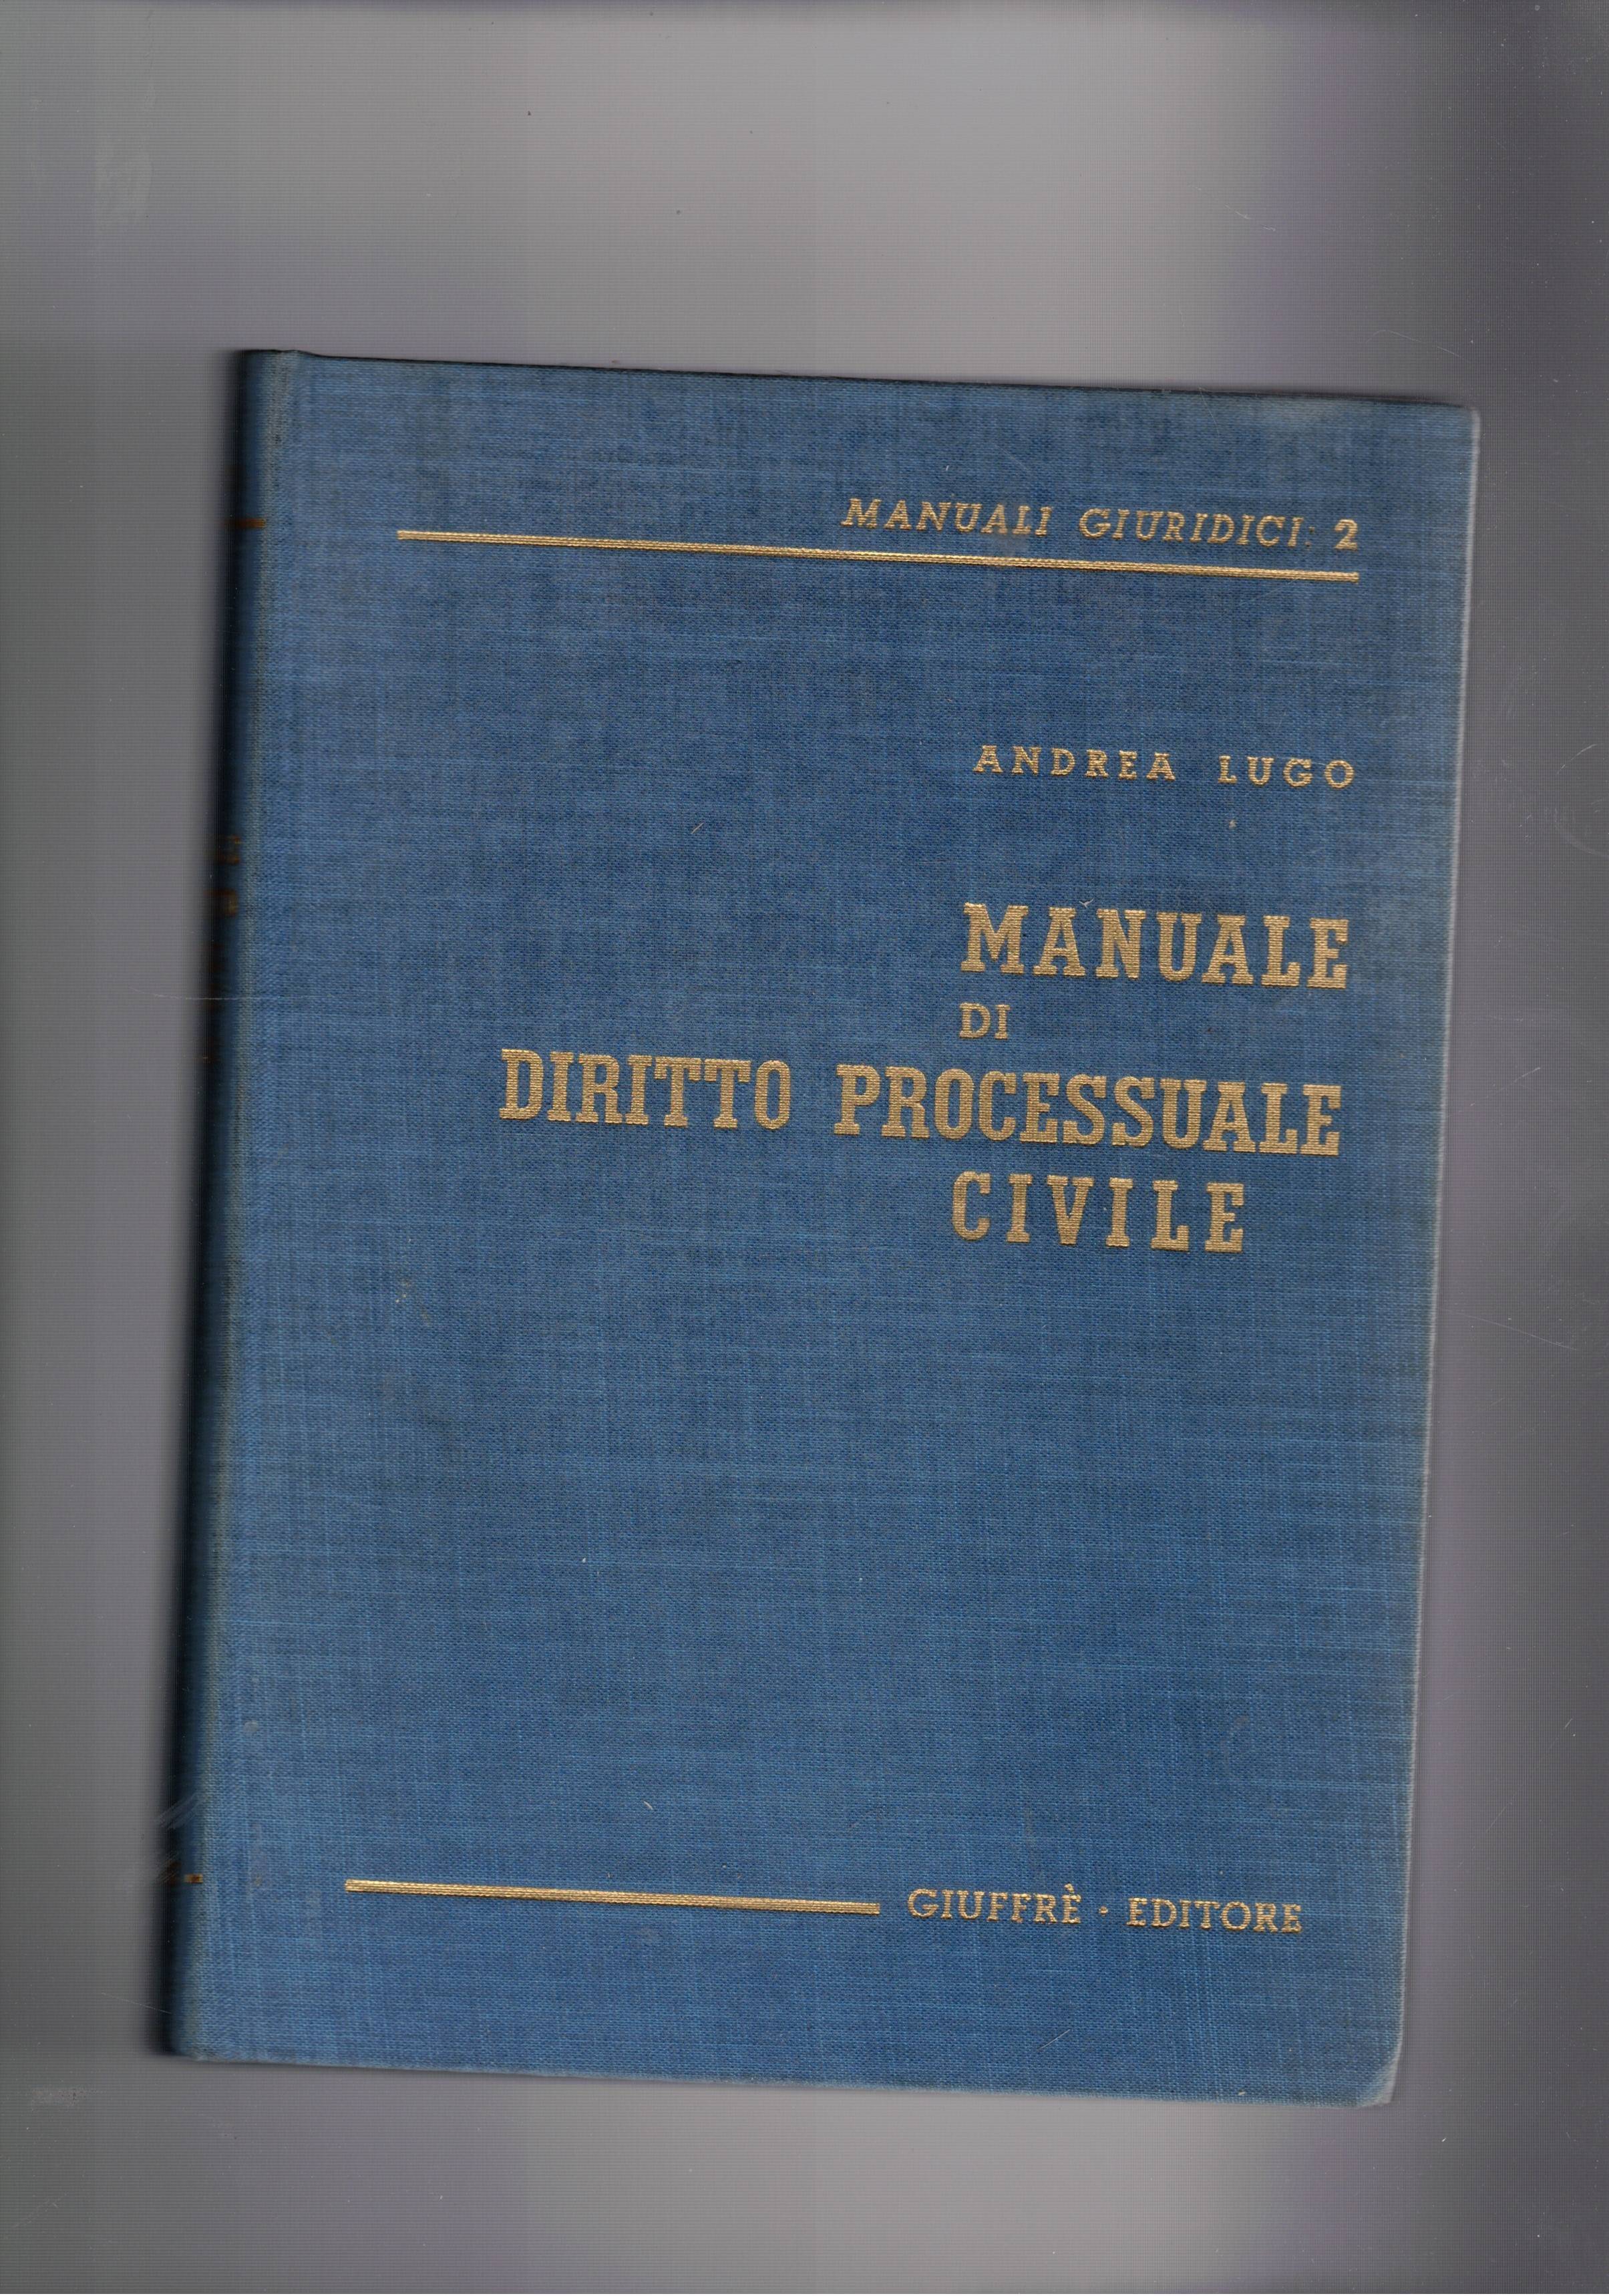 MANUALI GIURIDICI: 2
ANDREA LUGO
MANUALE
DI
DIRITTO PROCESSUALE
CIVILE
GIUFFRÈ - EDITORE